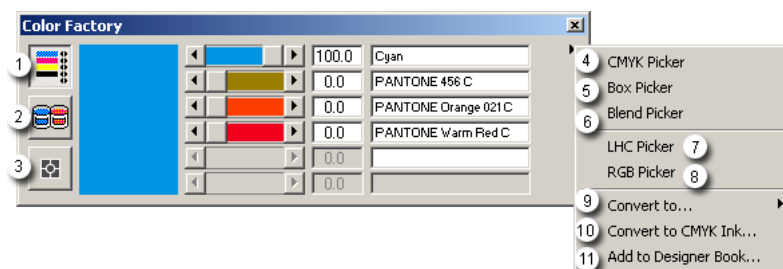 Color Factory
1
100.0 Cyan
0.0 PANTONE 456 C
2
0.0 PANTONE Orange 021 C
0.0 PANTONE Warm Red C
3
0.0
0.0
4 CMYK Picker
5 Box Picker
6 Blend Picker
LHC Picker 7
RGB Picker 8
9 Convert to...
10 Convert to CMYK Ink...
11 Add to Designer Book...